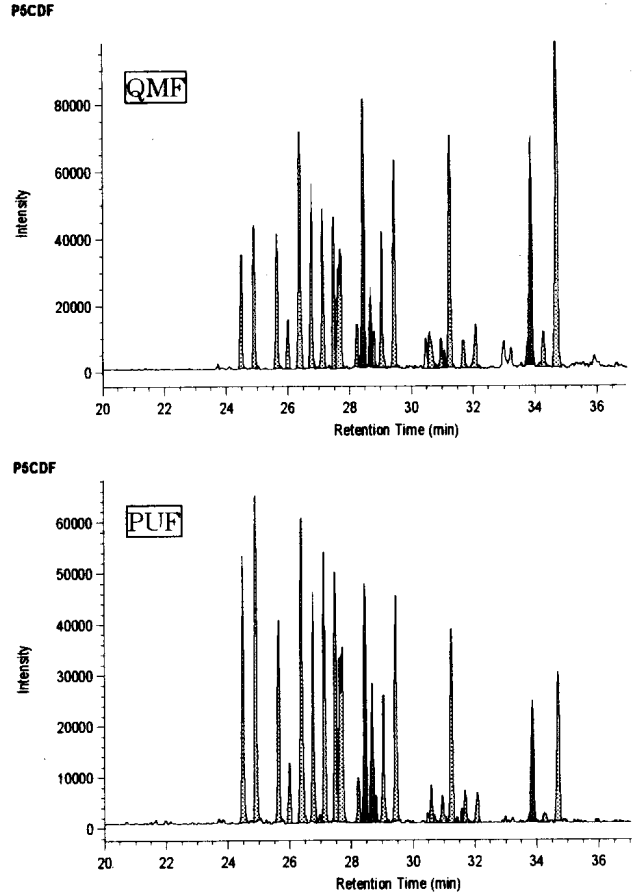 P5CDF
QMF
80000
60000
40000
20000
0
Intensity
20 22 24 26 28 30 32 34 36
Retention Time (min)
P5CDF
PUF
60000
50000
40000
30000
20000
10000
0
Intensity
20 22 24 26 28 30 32 34 36
Retention Time (min)